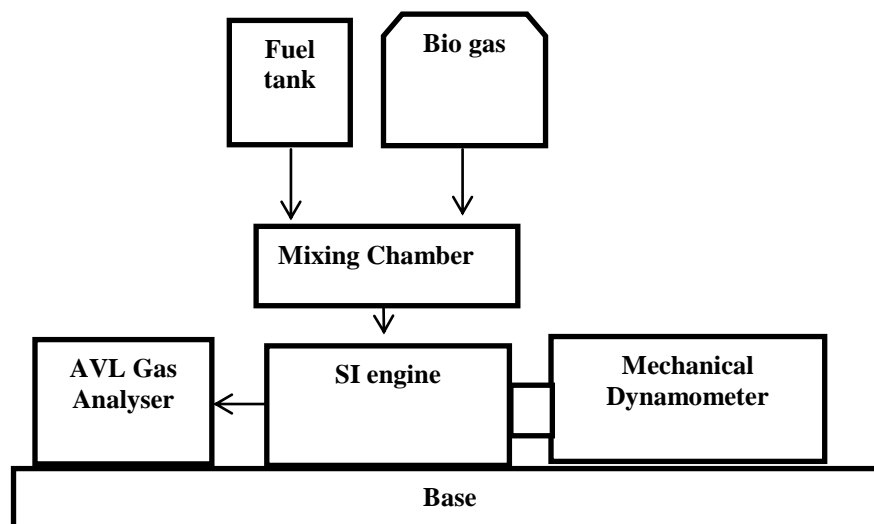 Fuel
tank
Bio gas
Mixing Chamber
AVL Gas
Analyser
SI engine
Mechanical
Dynamometer
Base